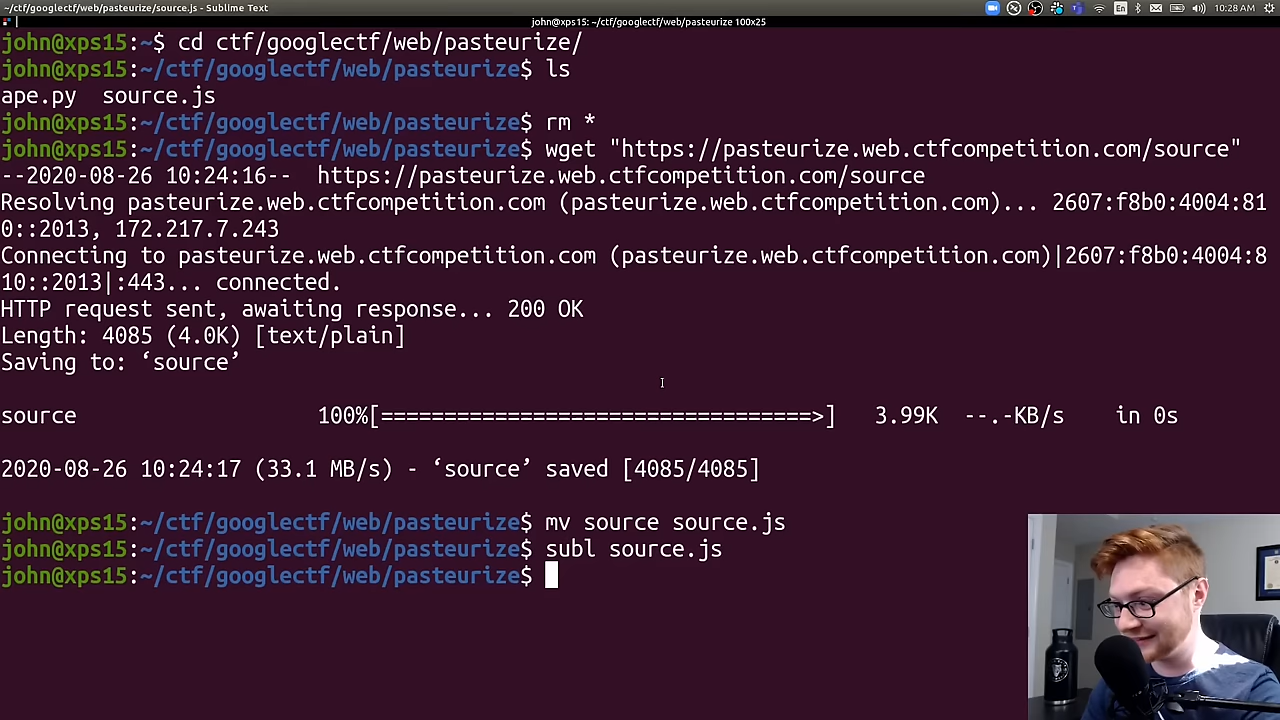 ~/ctf/googlectf/web/pasteurize/source.js - Sublime Text
En
10:28 AM
john@xps15: ~/ctf/googlectf/web/pasteurize 100x25
john@xps15:~$ cd ctf/googlectf/web/pasteurize/
john@xps15:~/ctf/googlectf/web/pasteurize$ ls
ape.py  source.js
john@xps15:~/ctf/googlectf/web/pasteurize$ rm *
john@xps15:~/ctf/googlectf/web/pasteurize$ wget "https://pasteurize.web.ctfcompetition.com/source"
--2020-08-26 10:24:16--  https://pasteurize.web.ctfcompetition.com/source
Resolving pasteurize.web.ctfcompetition.com (pasteurize.web.ctfcompetition.com)... 2607:f8b0:4004:81
0::2013, 172.217.7.243
Connecting to pasteurize.web.ctfcompetition.com (pasteurize.web.ctfcompetition.com)|2607:f8b0:4004:8
10::2013|:443... connected.
HTTP request sent, awaiting response... 200 OK
Length: 4085 (4.0K) [text/plain]
Saving to: ‘source’
source 100%[===================================>] 3.99K --.-KB/s in 0s
2020-08-26 10:24:17 (33.1 MB/s) - ‘source’ saved [4085/4085]
john@xps15:~/ctf/googlectf/web/pasteurize$ mv source source.js
john@xps15:~/ctf/googlectf/web/pasteurize$ subl source.js
john@xps15:~/ctf/googlectf/web/pasteurize$